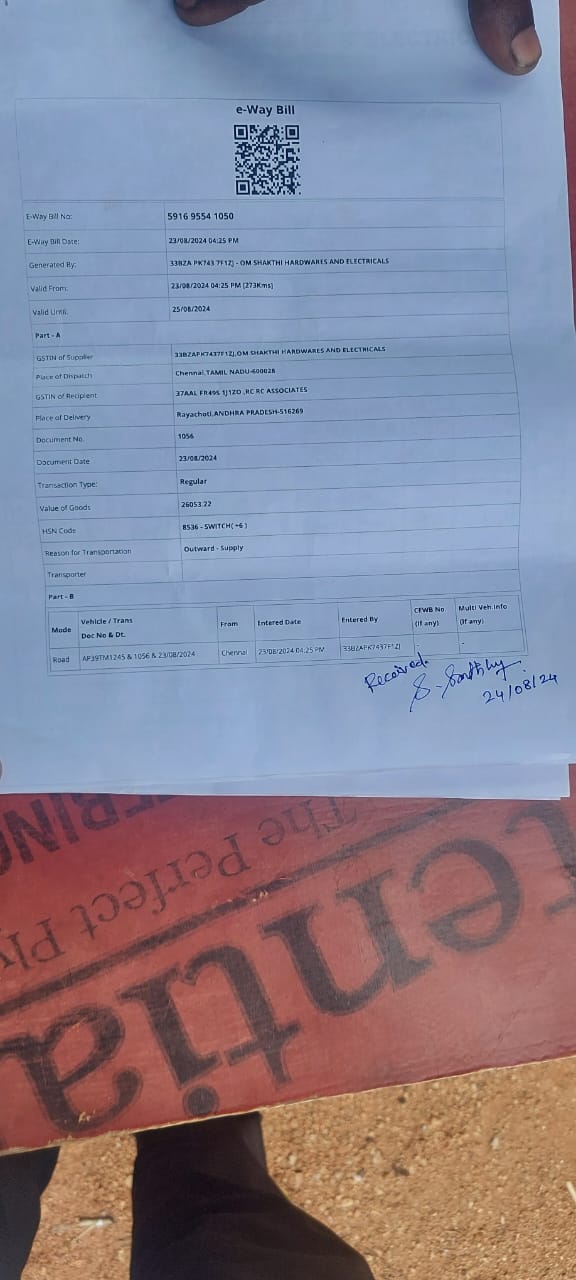 e-Way Bill
E-Way Bill No: 5916 9554 1050
E-Way Bill Date: 23/08/2024 04:25 PM
Generated By: 33BZA PK743 7F1ZJ - OM SHAKTHI HARDWARES AND ELECTRICALS
Valid From: 23/08/2024 04:25 PM [273Kms]
Valid Until: 25/08/2024
Part - A
GSTIN of Supplier 33BZAPK7437F1ZJ,OM SHAKTHI HARDWARES AND ELECTRICALS
Place of Dispatch Chennai,TAMIL NADU-600028
GSTIN of Recipient 37AAL FR495 1J1ZO ,RC RC ASSOCIATES
Place of Delivery Rayachoti,ANDHRA PRADESH-516269
Document No. 1056
Document Date 23/08/2024
Transaction Type: Regular
Value of Goods 26053.22
HSN Code 8536 - SWITCH( +6 )
Reason for Transportation Outward - Supply
Transporter
Part - B
Mode Vehicle / Trans Doc No & Dt. From Entered Date Entered By CEWB No. (If any) Multi Veh.Info (If any)
Road AP39TM1245 & 1056 & 23/08/2024 Chennai 23/08/2024 04:25 PM 33BZAPK7437F1ZJ - -
Received.
24/08/24
ERING
The Perfect Ply
entia